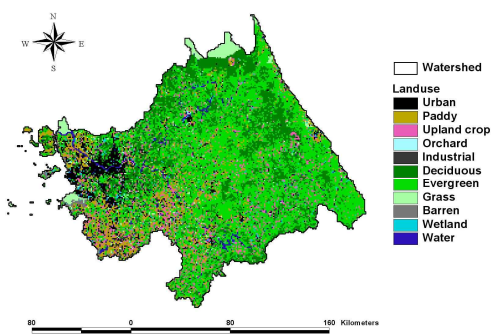 N
W E
S
Watershed
Landuse
Urban
Paddy
Upland crop
Orchard
Industrial
Deciduous
Evergreen
Grass
Barren
Wetland
Water
80 0 80 160 Kilometers